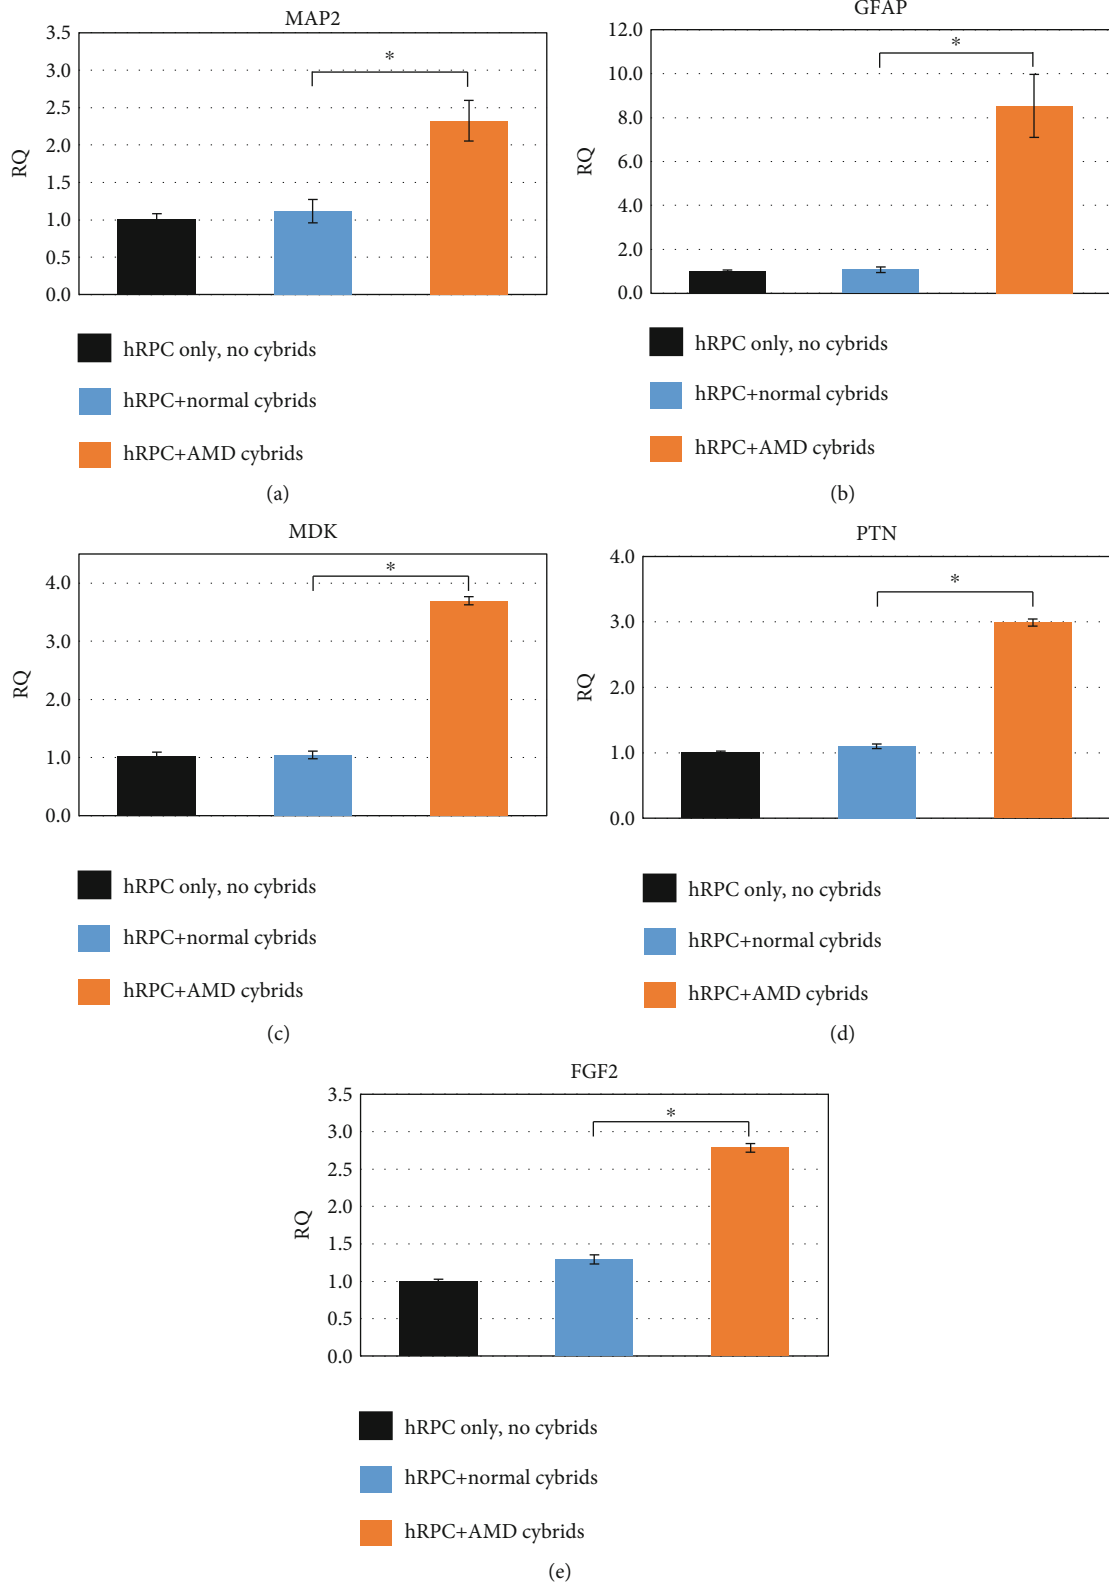 MAP2
3.5
3.0
2.5
2.0
1.5
1.0
0.5
0.0
RQ
*
hRPC only, no cybrids
hRPC+normal cybrids
hRPC+AMD cybrids
(a)
GFAP
12.0
10.0
8.0
6.0
4.0
2.0
0.0
RQ
*
hRPC only, no cybrids
hRPC+normal cybrids
hRPC+AMD cybrids
(b)
MDK
4.0
3.0
2.0
1.0
0.0
RQ
*
hRPC only, no cybrids
hRPC+normal cybrids
hRPC+AMD cybrids
(c)
PTN
4.0
3.0
2.0
1.0
0.0
RQ
*
hRPC only, no cybrids
hRPC+normal cybrids
hRPC+AMD cybrids
(d)
FGF2
3.5
3.0
2.5
2.0
1.5
1.0
0.5
0.0
RQ
*
hRPC only, no cybrids
hRPC+normal cybrids
hRPC+AMD cybrids
(e)